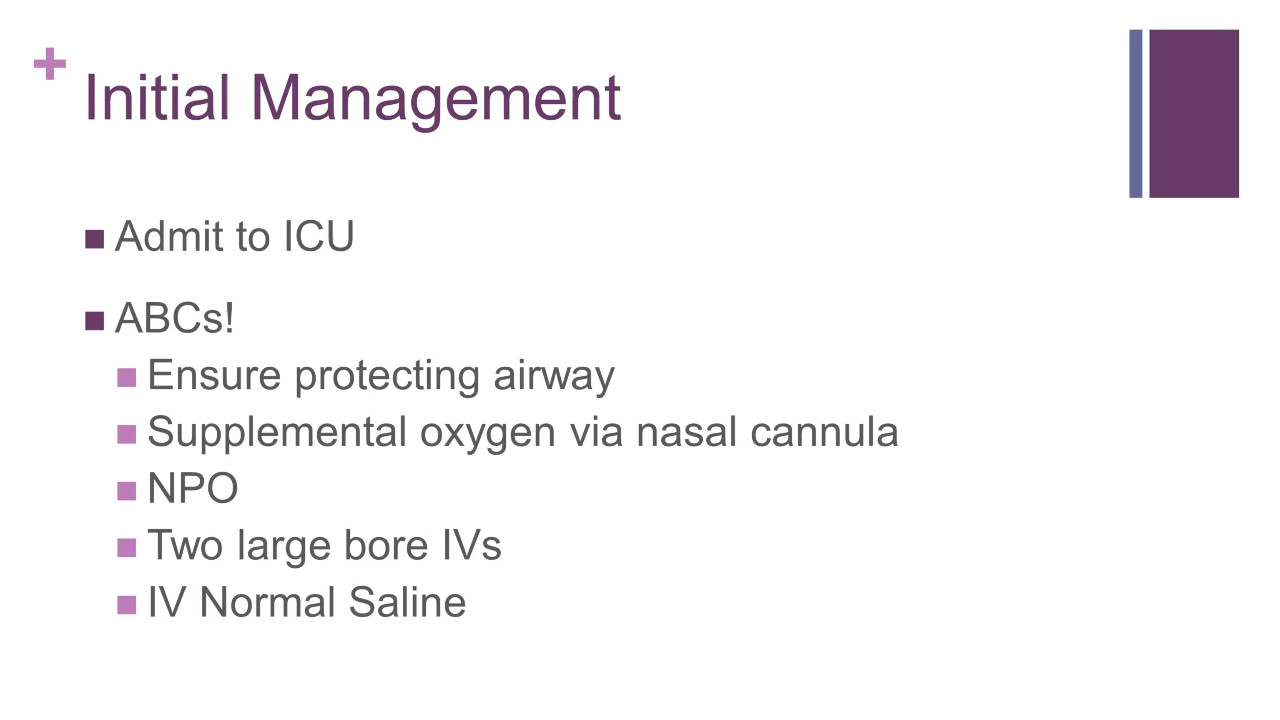 +
Initial Management
Admit to ICU
ABCs!
Ensure protecting airway
Supplemental oxygen via nasal cannula
NPO
Two large bore IVs
IV Normal Saline